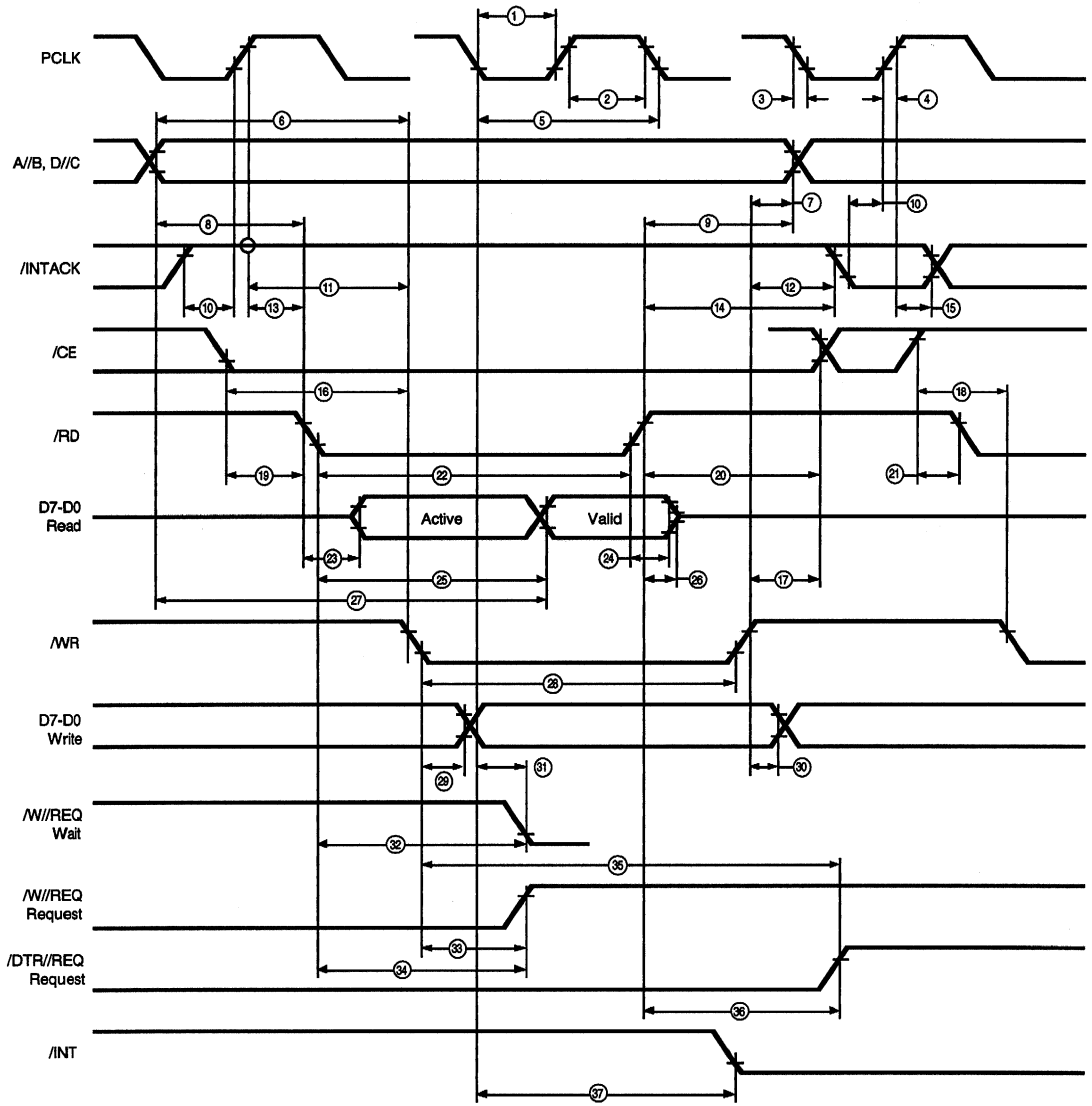 1
PCLK
2
3
4
6
5
A//B, D//C
7
10
8
9
/INTACK
11
12
10
13
14
15
/CE
16
18
/RD
19
22
20
21
D7-D0
Read
Active
Valid
23
24
25
26
17
27
/WR
28
D7-D0
Write
29
31
30
/W//REQ
Wait
32
35
/W//REQ
Request
33
34
/DTR//REQ
Request
36
/INT
37